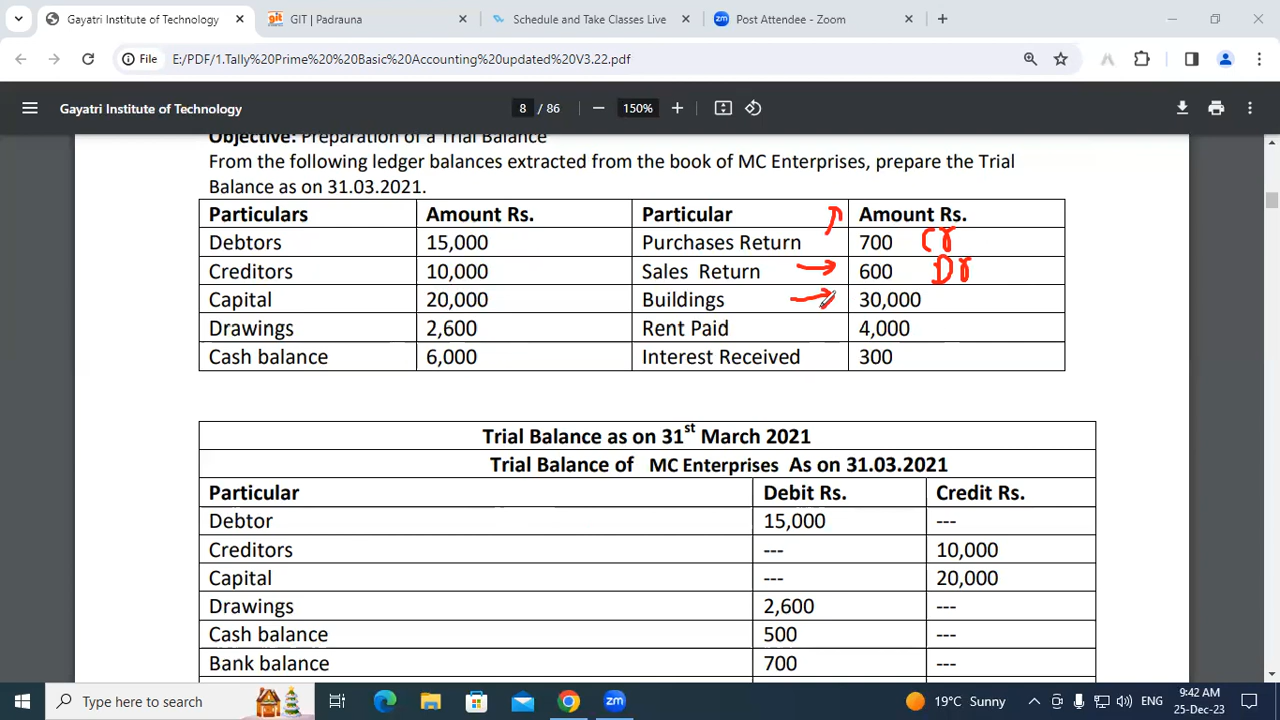 Gayatri Institute of Technology
GIT | Padrauna
Schedule and Take Classes Live
zm Post Attendee - Zoom
File E:/PDF/1.Tally%20Prime%20%20Basic%20Accounting%20updated%20V3.22.pdf
Gayatri Institute of Technology 8 / 86 150%
Objective: Preparation of a Trial Balance
From the following ledger balances extracted from the book of MC Enterprises, prepare the Trial
Balance as on 31.03.2021.
Particulars Amount Rs. Particular Amount Rs.
Debtors 15,000 Purchases Return 700 Cr
Creditors 10,000 Sales Return 600 Dr
Capital 20,000 Buildings 30,000
Drawings 2,600 Rent Paid 4,000
Cash balance 6,000 Interest Received 300
Trial Balance as on 31st March 2021
Trial Balance of MC Enterprises As on 31.03.2021
Particular Debit Rs. Credit Rs.
Debtor 15,000 ---
Creditors --- 10,000
Capital --- 20,000
Drawings 2,600 ---
Cash balance 500 ---
Bank balance 700 ---
Type here to search zm 19°C Sunny 9:42 AM
25-Dec-23